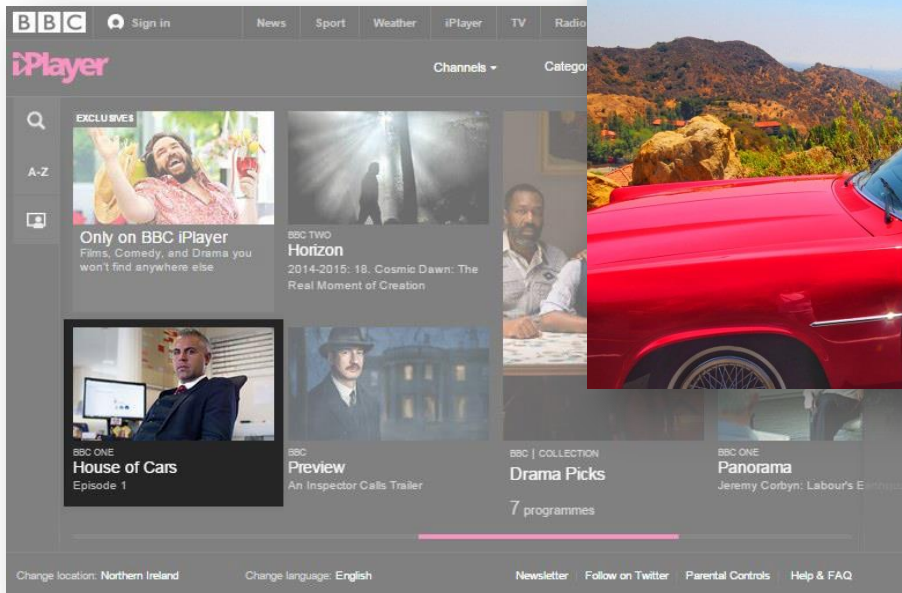 BBC
Sign in
News
Sport
Weather
iPlayer
TV
Radio
iPlayer
Channels
A-Z
EXCLUSIVES
Only on BBC iPlayer
Films, Comedy, and Drama you
won't find anywhere else
BBC TWO
Horizon
2014-2015: 18. Cosmic Dawn: The
Real Moment of Creation
BBC ONE
House of Cars
Episode 1
BBC
Preview
An Inspector Calls Trailer
BBC | COLLECTION
Drama Picks
7 programmes
BBC ONE
Panorama
Jeremy Corbyn: Labour's
Change location: Northern Ireland
Change language: English
Newsletter
Follow on Twitter
Parental Controls
Help & FAQ